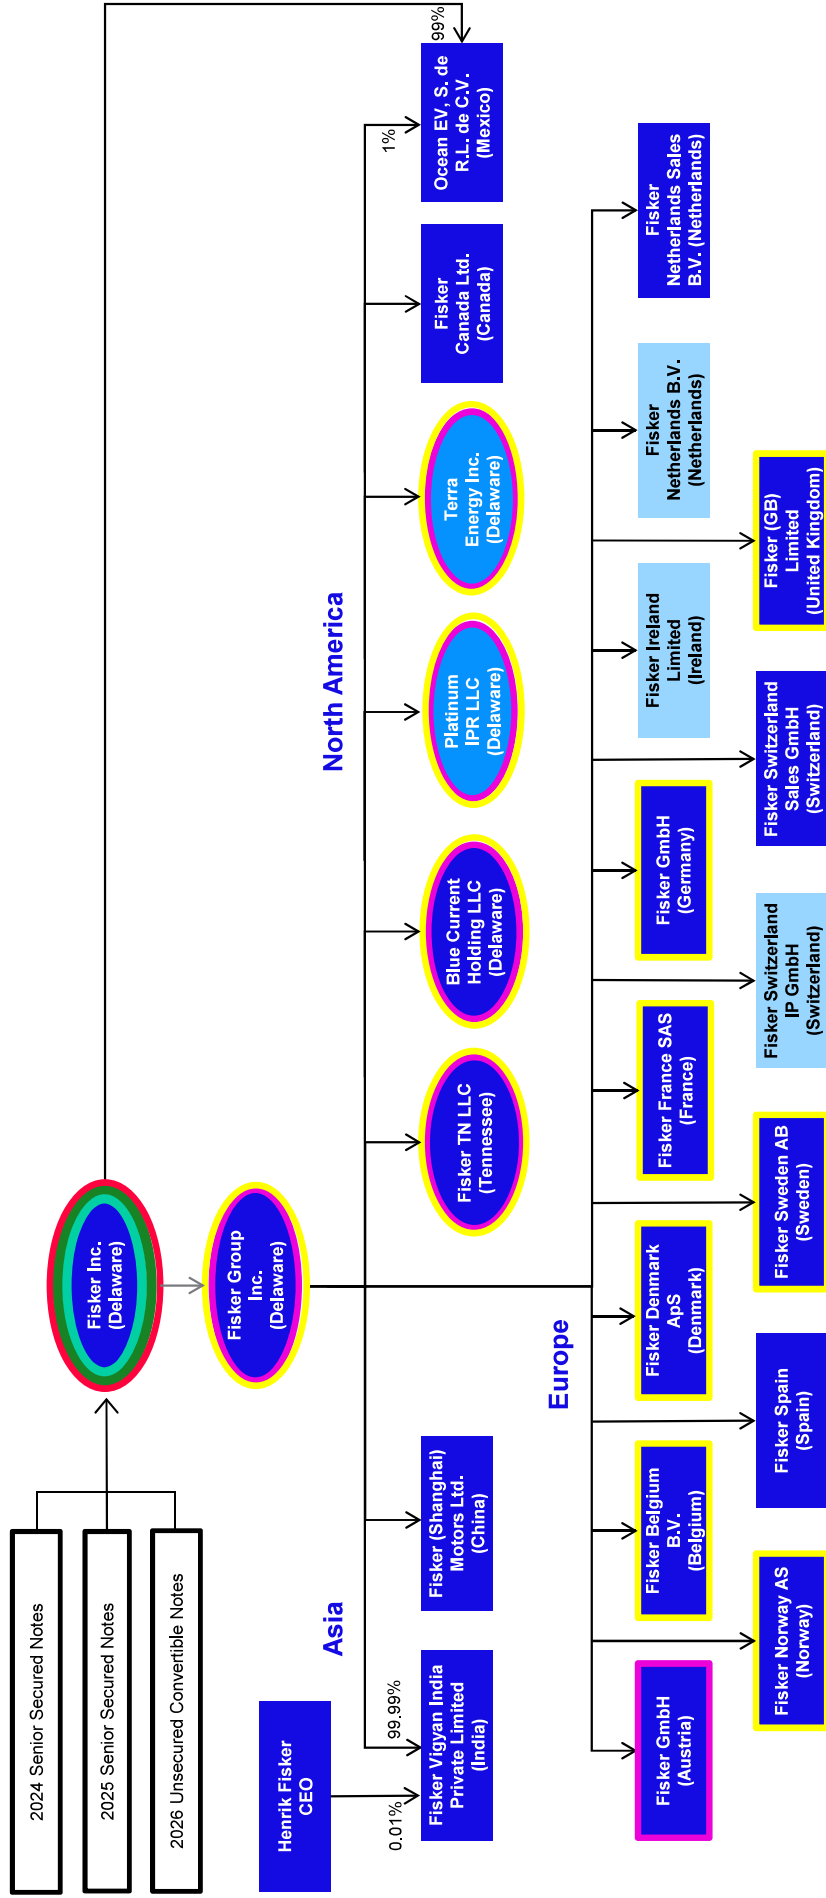 2024 Senior Secured Notes
2025 Senior Secured Notes
2026 Unsecured Convertible Notes
Fisker Inc.
(Delaware)
Fisker Group
Inc.
(Delaware)
Henrik Fisker
CEO
Asia
North America
0.01%
99.99%
1%
99%
Fisker Vigyan India
Private Limited
(India)
Fisker (Shanghai)
Motors Ltd.
(China)
Fisker TN LLC
(Tennessee)
Blue Current
Holding LLC
(Delaware)
Platinum
IPR LLC
(Delaware)
Terra
Energy Inc.
(Delaware)
Fisker
Canada Ltd.
(Canada)
Ocean EV, S. de
R.L. de C.V.
(Mexico)
Europe
Fisker GmbH
(Austria)
Fisker Belgium
B.V.
(Belgium)
Fisker Denmark
ApS
(Denmark)
Fisker France SAS
(France)
Fisker GmbH
(Germany)
Fisker Ireland
Limited
(Ireland)
Fisker
Netherlands B.V.
(Netherlands)
Fisker
Netherlands Sales
B.V. (Netherlands)
Fisker Norway AS
(Norway)
Fisker Spain
(Spain)
Fisker Sweden AB
(Sweden)
Fisker Switzerland
IP GmbH
(Switzerland)
Fisker Switzerland
Sales GmbH
(Switzerland)
Fisker (GB)
Limited
(United Kingdom)